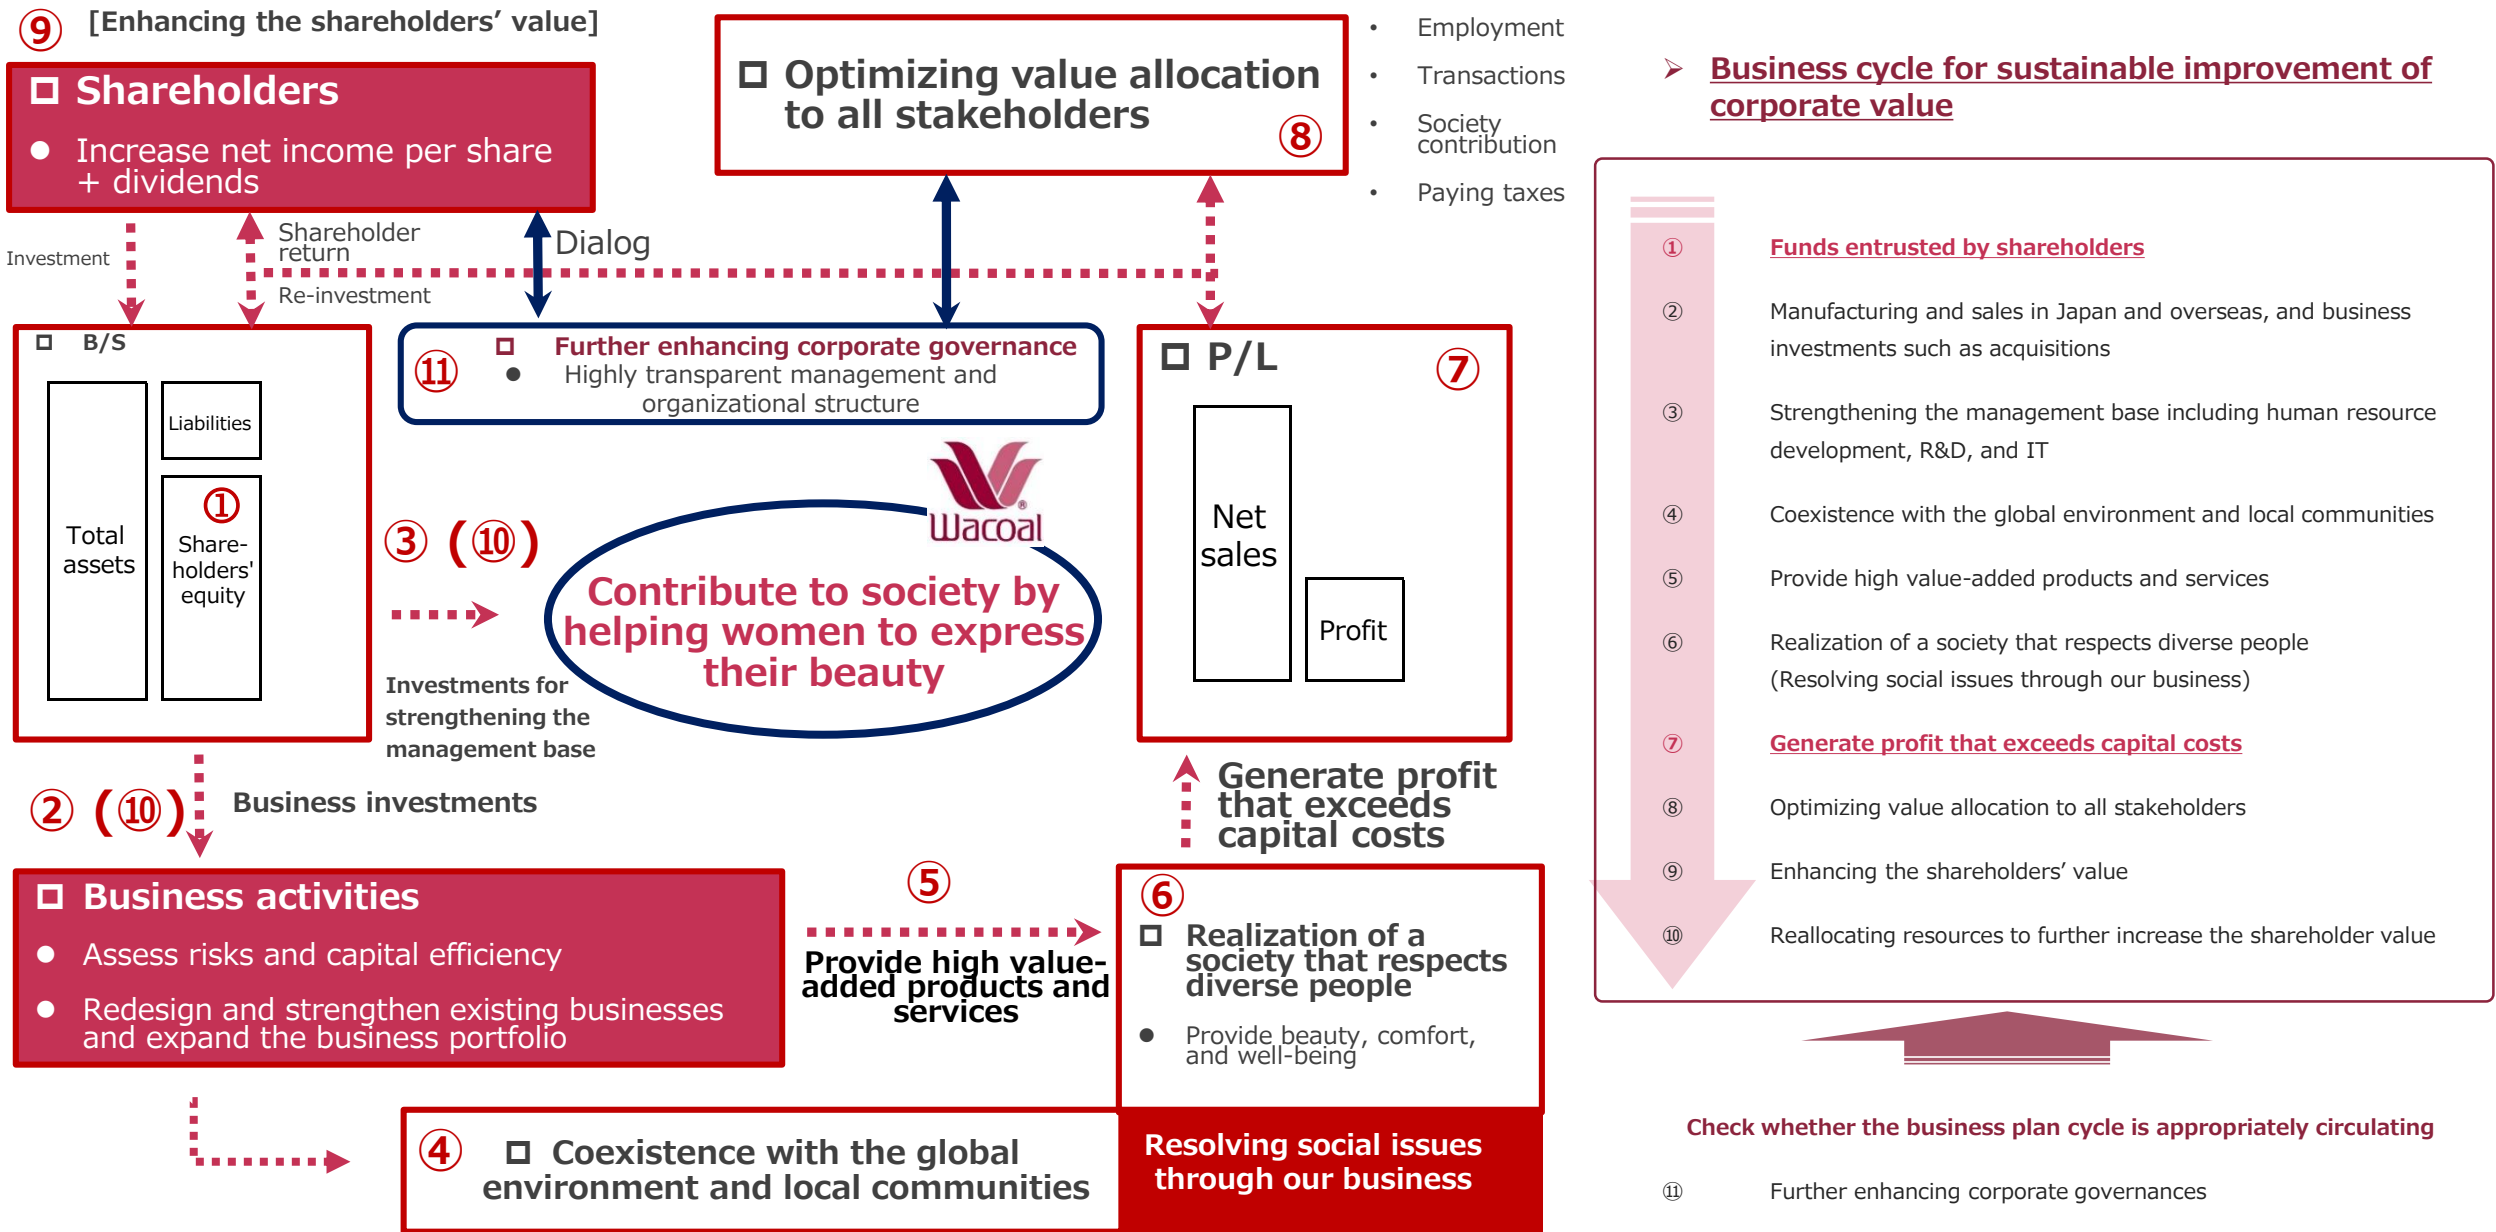 ⑨ [Enhancing the shareholders’ value]
Shareholders
● Increase net income per share
+ dividends
Optimizing value allocation
to all stakeholders
⑧
• Employment
• Transactions
• Society
contribution
• Paying taxes
Investment
Shareholder
return
Re-investment
Dialog
B/S
Total
assets
Liabilities
①
Share-
holders'
equity
⑪
Further enhancing corporate governance
● Highly transparent management and
organizational structure
P/L
⑦
Net
sales
Profit
Wacoal®
③ (⑩)
Contribute to society by
helping women to express
their beauty
Investments for
strengthening the
management base
② (⑩)
Business investments
Generate profit
that exceeds
capital costs
Business activities
● Assess risks and capital efficiency
● Redesign and strengthen existing businesses
and expand the business portfolio
⑤
Provide high value-
added products and
services
⑥
Realization of a
society that respects
diverse people
● Provide beauty, comfort,
and well-being
④
Coexistence with the global
environment and local communities
Resolving social issues
through our business
➢ Business cycle for sustainable improvement of
corporate value
① Funds entrusted by shareholders
② Manufacturing and sales in Japan and overseas, and business
investments such as acquisitions
③ Strengthening the management base including human resource
development, R&D, and IT
④ Coexistence with the global environment and local communities
⑤ Provide high value-added products and services
⑥ Realization of a society that respects diverse people
(Resolving social issues through our business)
⑦ Generate profit that exceeds capital costs
⑧ Optimizing value allocation to all stakeholders
⑨ Enhancing the shareholders’ value
⑩ Reallocating resources to further increase the shareholder value
Check whether the business plan cycle is appropriately circulating
⑪ Further enhancing corporate governances